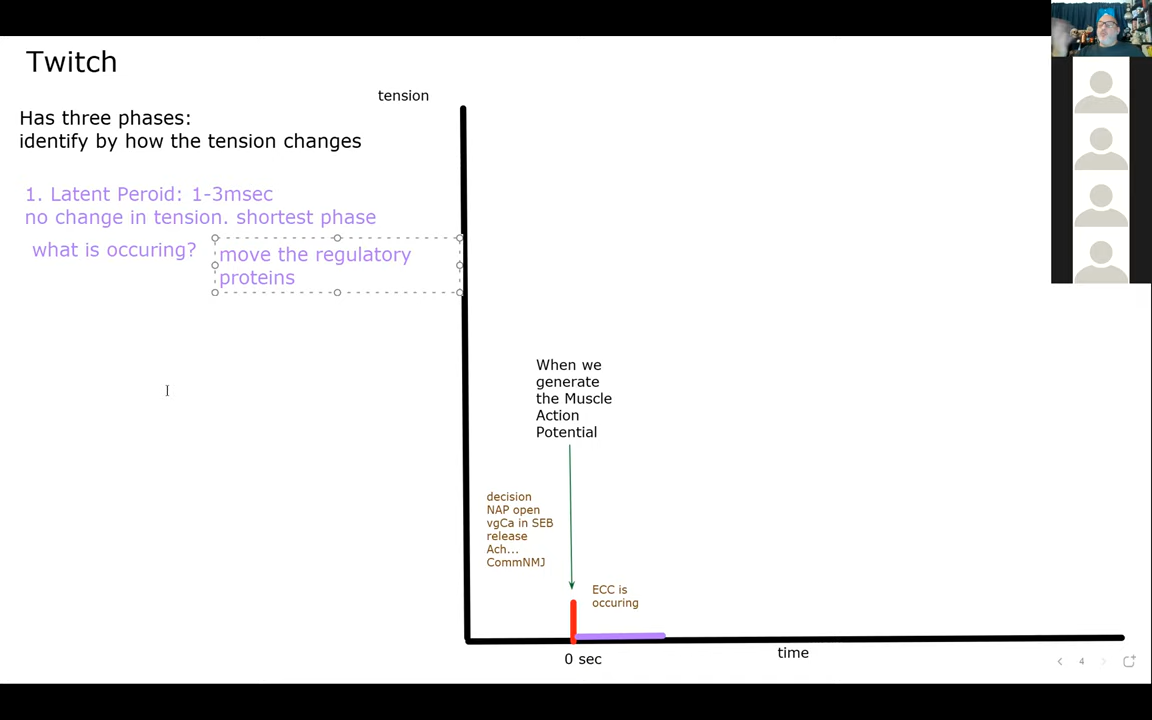 Twitch
tension
Has three phases:
identify by how the tension changes
1. Latent Peroid: 1-3msec
no change in tension. shortest phase
what is occuring?
move the regulatory
proteins
When we
generate
the Muscle
Action
Potential
decision
NAP open
vgCa in SEB
release
Ach...
CommNMJ
ECC is
occuring
0 sec
time
4